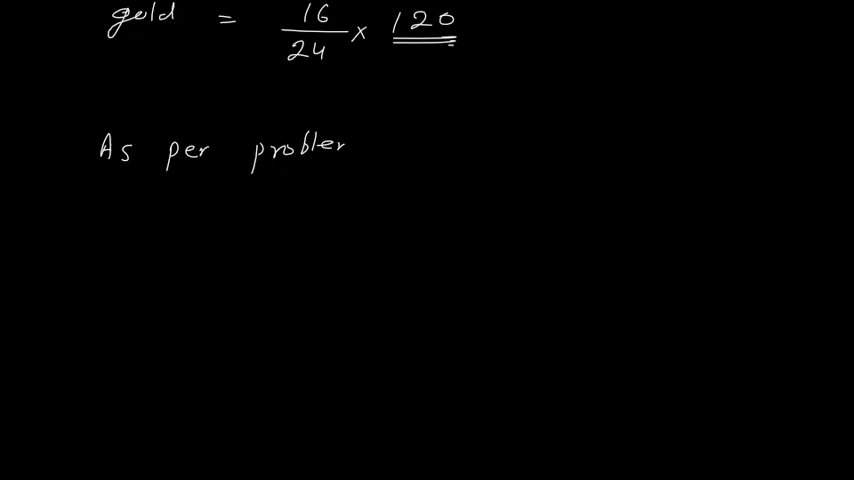 gold = 16/24 × 120
As per probler